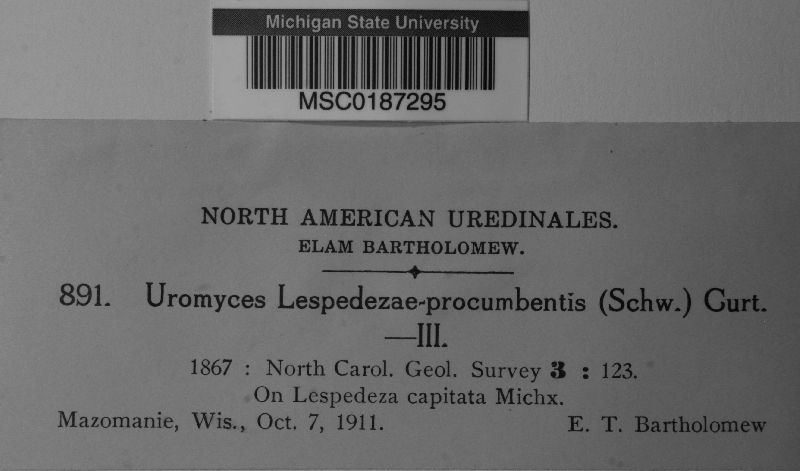 Michigan State University
MSC0187295
NORTH AMERICAN UREDINALES.
ELAM BARTHOLOMEW.
891. Uromyces Lespedezae-procumbentis (Schw.) Curt.
—III.
1867 : North Carol. Geol. Survey 3 : 123.
On Lespedeza capitata Michx.
Mazomanie, Wis., Oct. 7, 1911. E. T. Bartholomew